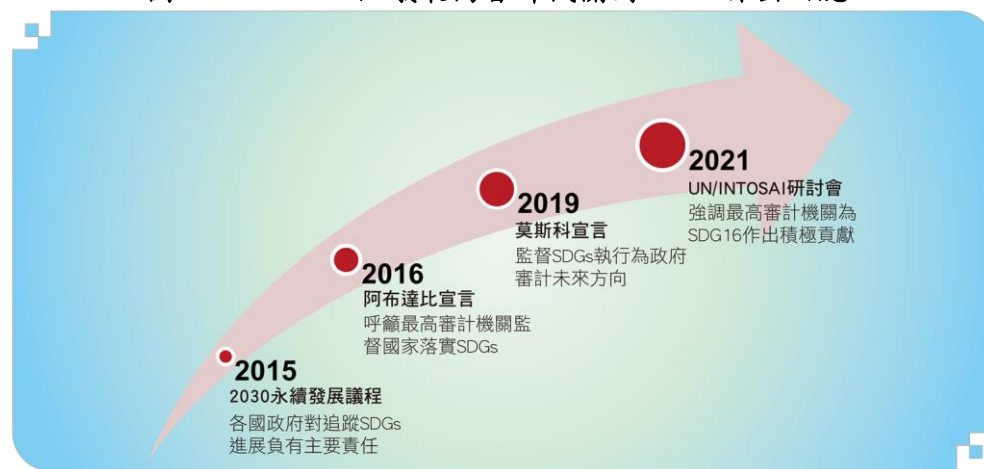 2015
2030永續發展議程
各國政府對追蹤SDGs
進展負有主要責任
2016
阿布達比宣言
呼籲最高審計機關監
督國家落實SDGs
2019
莫斯科宣言
監督SDGs執行為政府
審計未來方向
2021
UN/INTOSAI研討會
強調最高審計機關為
SDG16作出積極貢獻